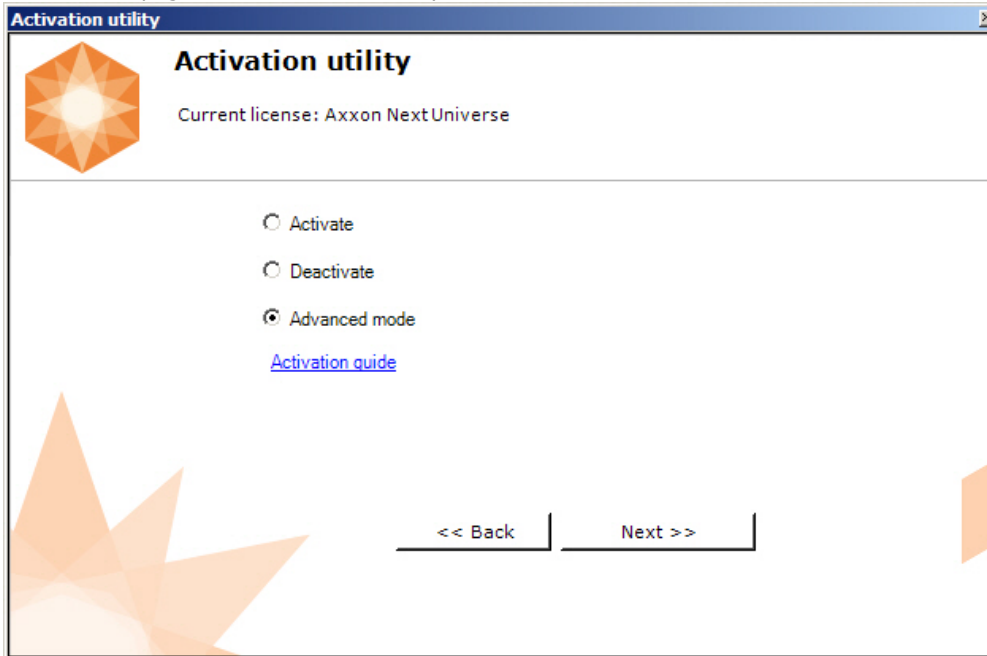 Activation utility
Activation utility
Current license: Axxon Next Universe
Activate
Deactivate
Advanced mode
Activation guide
<< Back
Next >>